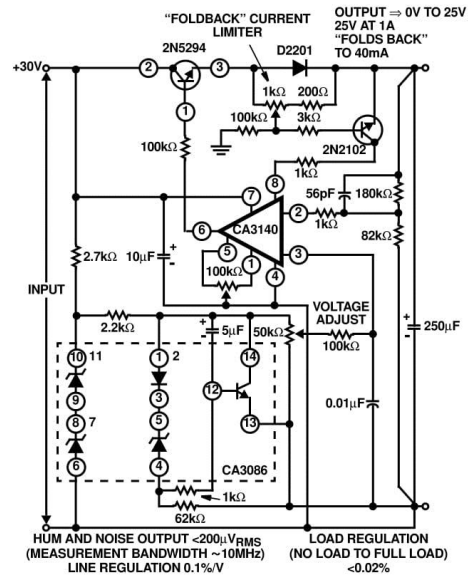 "FOLDBACK" CURRENT
LIMITER
OUTPUT ⇒ 0V TO 25V
25V AT 1A
"FOLDS BACK"
TO 40mA
2N5294
D2201
+30V
2
3
1
1kΩ
200Ω
100kΩ
3kΩ
2N2102
100kΩ
8
1kΩ
56pF
180kΩ
7
6
CA3140
2
1kΩ
82kΩ
3
2.7kΩ
10µF
+
-
5
1
4
100kΩ
INPUT
VOLTAGE
ADJUST
2.2kΩ
+
-
5µF
50kΩ
100kΩ
+
-
250µF
10
11
1
2
14
9
3
12
0.01µF
8
7
5
13
6
4
CA3086
1kΩ
62kΩ
HUM AND NOISE OUTPUT <200µVRMS
(MEASUREMENT BANDWIDTH ~10MHz)
LINE REGULATION 0.1%/V
LOAD REGULATION
(NO LOAD TO FULL LOAD)
<0.02%